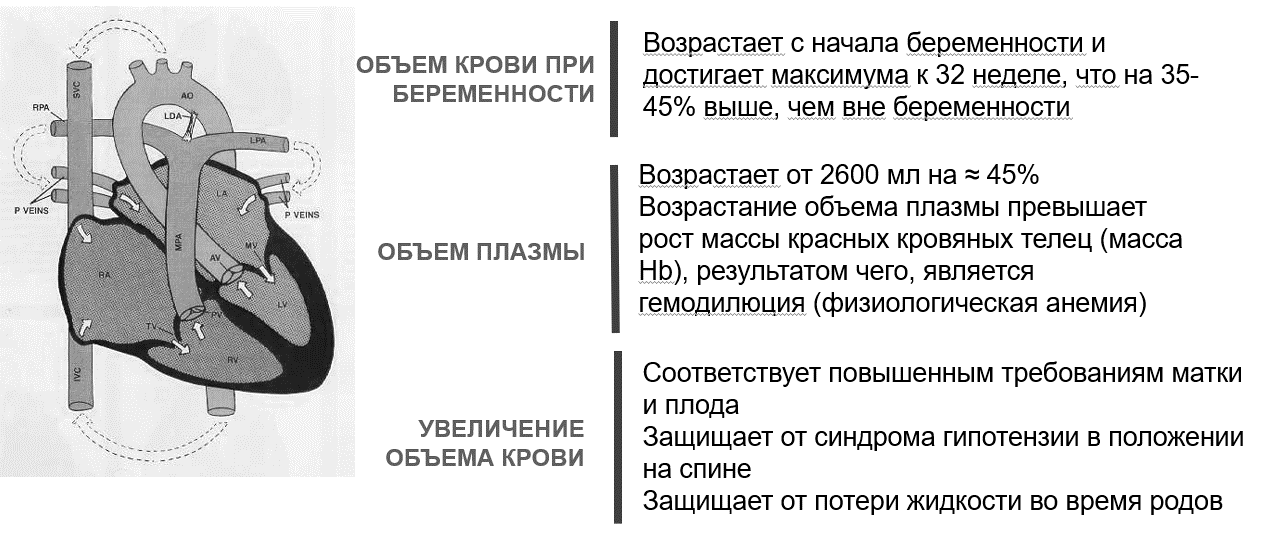 SVC
AO
RPA
LDA
LPA
P VEINS
P VEINS
LA
MPA
MV
AV
RA
LV
PV
TV
RV
IVC
ОБЪЕМ КРОВИ ПРИ
БЕРЕМЕННОСТИ
Возрастает с начала беременности и
достигает максимума к 32 неделе, что на 35-
45% выше, чем вне беременности
ОБЪЕМ ПЛАЗМЫ
Возрастает от 2600 мл на ≈ 45%
Возрастание объема плазмы превышает
рост массы красных кровяных телец (масса
Hb), результатом чего, является
гемодилюция (физиологическая анемия)
УВЕЛИЧЕНИЕ
ОБЪЕМА КРОВИ
Соответствует повышенным требованиям матки
и плода
Защищает от синдрома гипотензии в положении
на спине
Защищает от потери жидкости во время родов